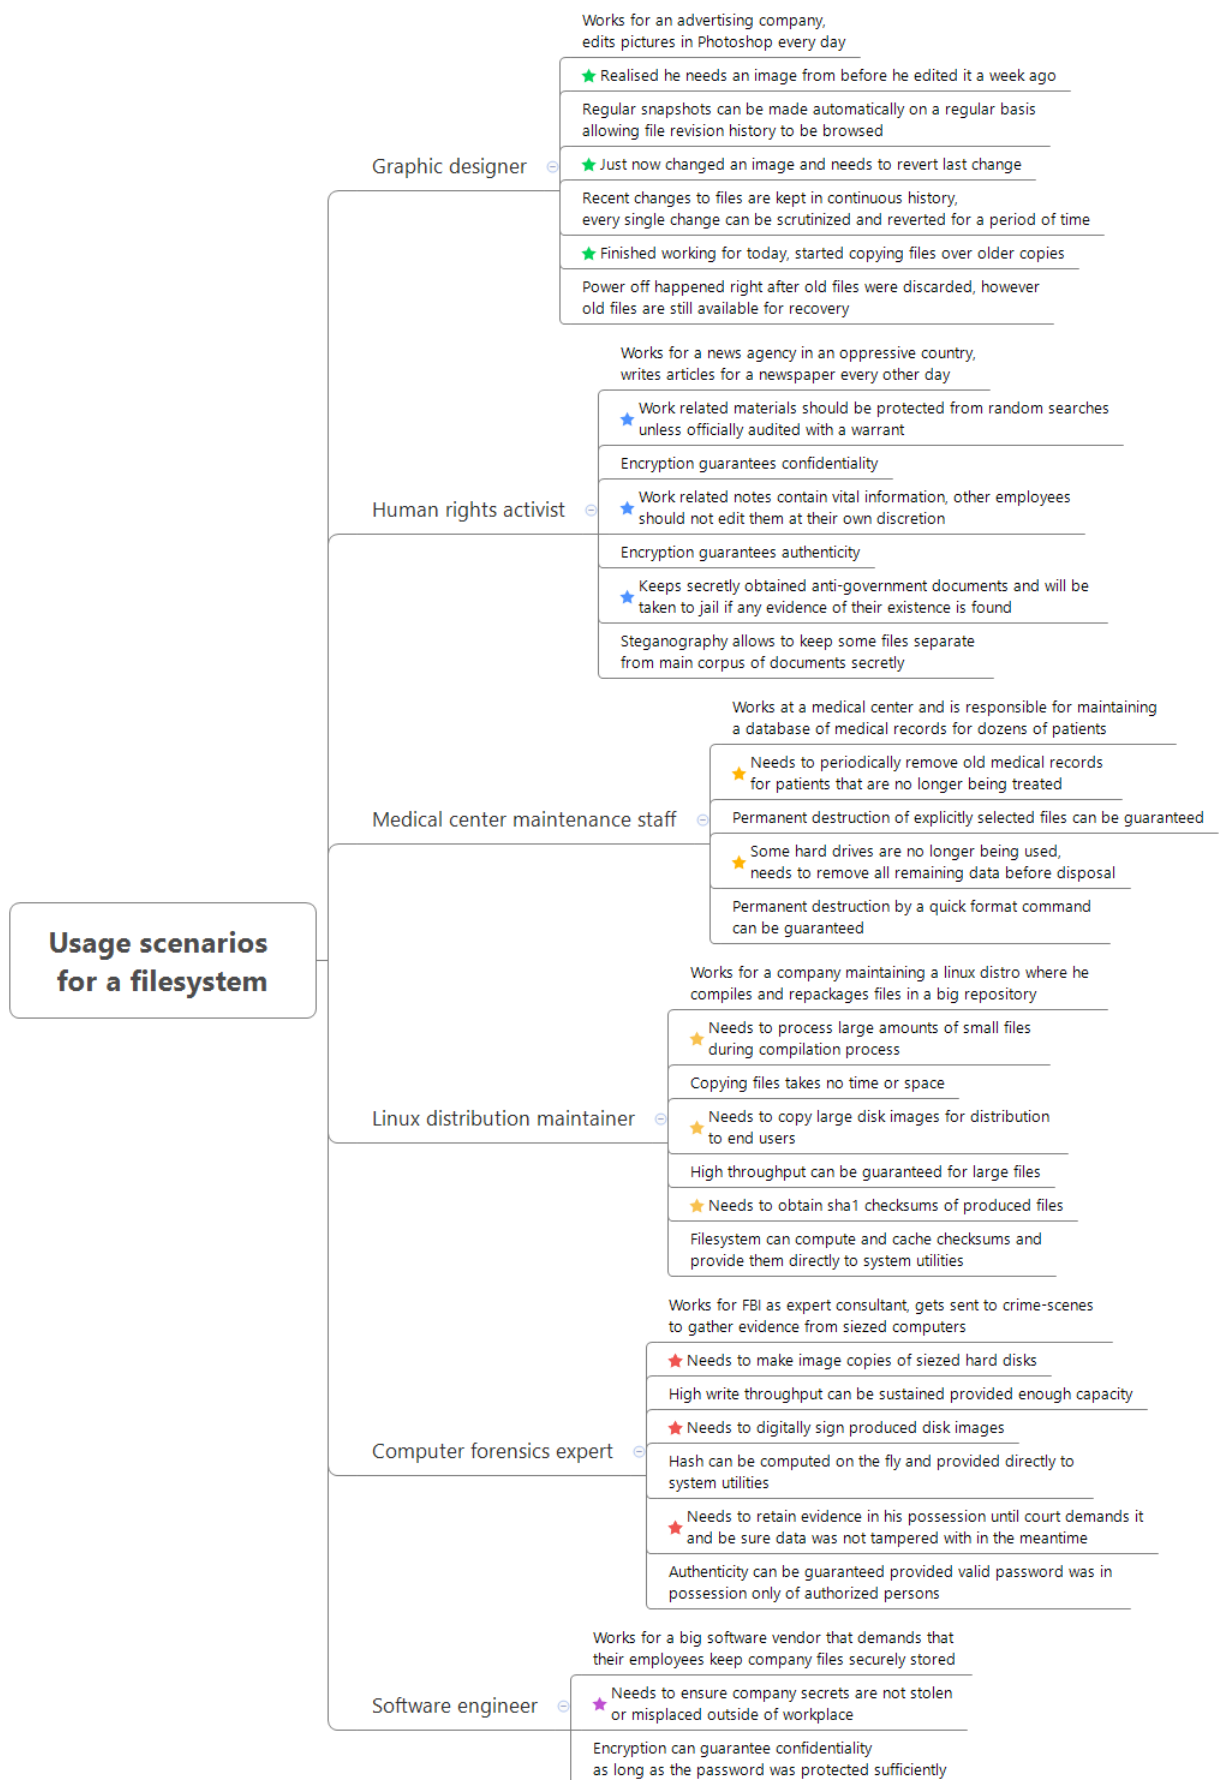 Usage scenarios
for a filesystem
Graphic designer
Works for an advertising company,
edits pictures in Photoshop every day
Realised he needs an image from before he edited it a week ago
Regular snapshots can be made automatically on a regular basis
allowing file revision history to be browsed
Just now changed an image and needs to revert last change
Recent changes to files are kept in continuous history,
every single change can be scrutinized and reverted for a period of time
Finished working for today, started copying files over older copies
Power off happened right after old files were discarded, however
old files are still available for recovery
Human rights activist
Works for a news agency in an oppressive country,
writes articles for a newspaper every other day
Work related materials should be protected from random searches
unless officially audited with a warrant
Encryption guarantees confidentiality
Work related notes contain vital information, other employees
should not edit them at their own discretion
Encryption guarantees authenticity
Keeps secretly obtained anti-government documents and will be
taken to jail if any evidence of their existence is found
Steganography allows to keep some files separate
from main corpus of documents secretly
Medical center maintenance staff
Works at a medical center and is responsible for maintaining
a database of medical records for dozens of patients
Needs to periodically remove old medical records
for patients that are no longer being treated
Permanent destruction of explicitly selected files can be guaranteed
Some hard drives are no longer being used,
needs to remove all remaining data before disposal
Permanent destruction by a quick format command
can be guaranteed
Linux distribution maintainer
Works for a company maintaining a linux distro where he
compiles and repackages files in a big repository
Needs to process large amounts of small files
during compilation process
Copying files takes no time or space
Needs to copy large disk images for distribution
to end users
High throughput can be guaranteed for large files
Needs to obtain sha1 checksums of produced files
Filesystem can compute and cache checksums and
provide them directly to system utilities
Computer forensics expert
Works for FBI as expert consultant, gets sent to crime-scenes
to gather evidence from siezed computers
Needs to make image copies of siezed hard disks
High write throughput can be sustained provided enough capacity
Needs to digitally sign produced disk images
Hash can be computed on the fly and provided directly to
system utilities
Needs to retain evidence in his possession until court demands it
and be sure data was not tampered with in the meantime
Authenticity can be guaranteed provided valid password was in
possession only of authorized persons
Software engineer
Works for a big software vendor that demands that
their employees keep company files securely stored
Needs to ensure company secrets are not stolen
or misplaced outside of workplace
Encryption can guarantee confidentiality
as long as the password was protected sufficiently